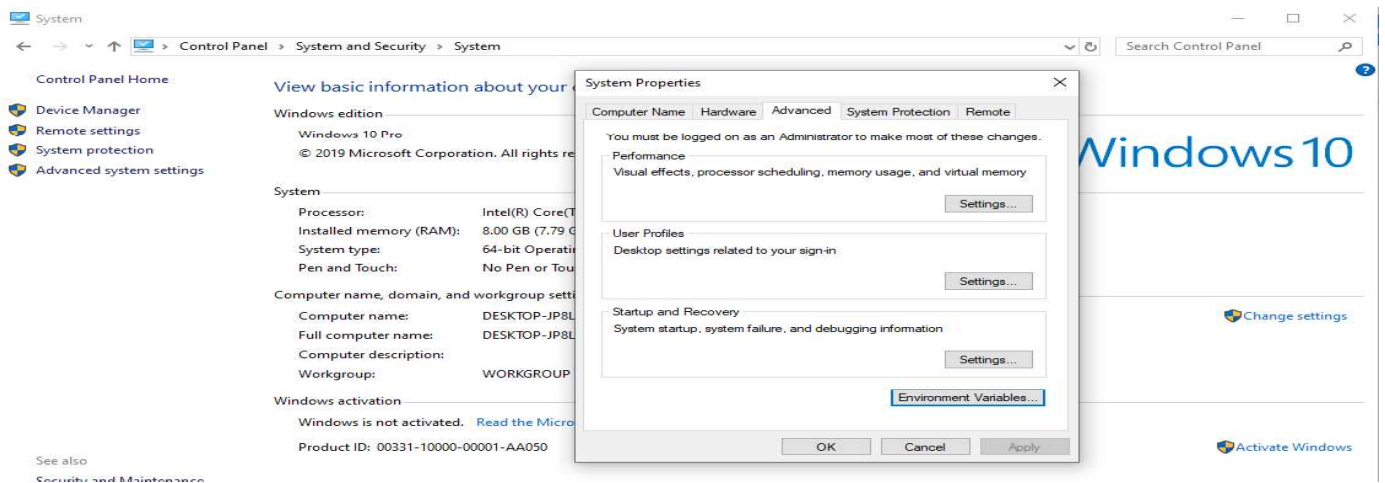 System
Control Panel > System and Security > System
Search Control Panel
Control Panel Home
Device Manager
Remote settings
System protection
Advanced system settings
See also
Security and Maintenance
View basic information about your
Windows edition
Windows 10 Pro
© 2019 Microsoft Corporation. All rights re
System
Processor: Intel(R) Core(T
Installed memory (RAM): 8.00 GB (7.79 G
System type: 64-bit Operati
Pen and Touch: No Pen or Tou
Computer name, domain, and workgroup setti
Computer name: DESKTOP-JP8L
Full computer name: DESKTOP-JP8L
Computer description:
Workgroup: WORKGROUP
Windows activation
Windows is not activated. Read the Micro
Product ID: 00331-10000-00001-AA050
System Properties
Computer Name Hardware Advanced System Protection Remote
You must be logged on as an Administrator to make most of these changes.
Performance
Visual effects, processor scheduling, memory usage, and virtual memory
Settings...
User Profiles
Desktop settings related to your sign-in
Settings...
Startup and Recovery
System startup, system failure, and debugging information
Settings...
Environment Variables...
OK Cancel Apply
Windows 10
Change settings
Activate Windows